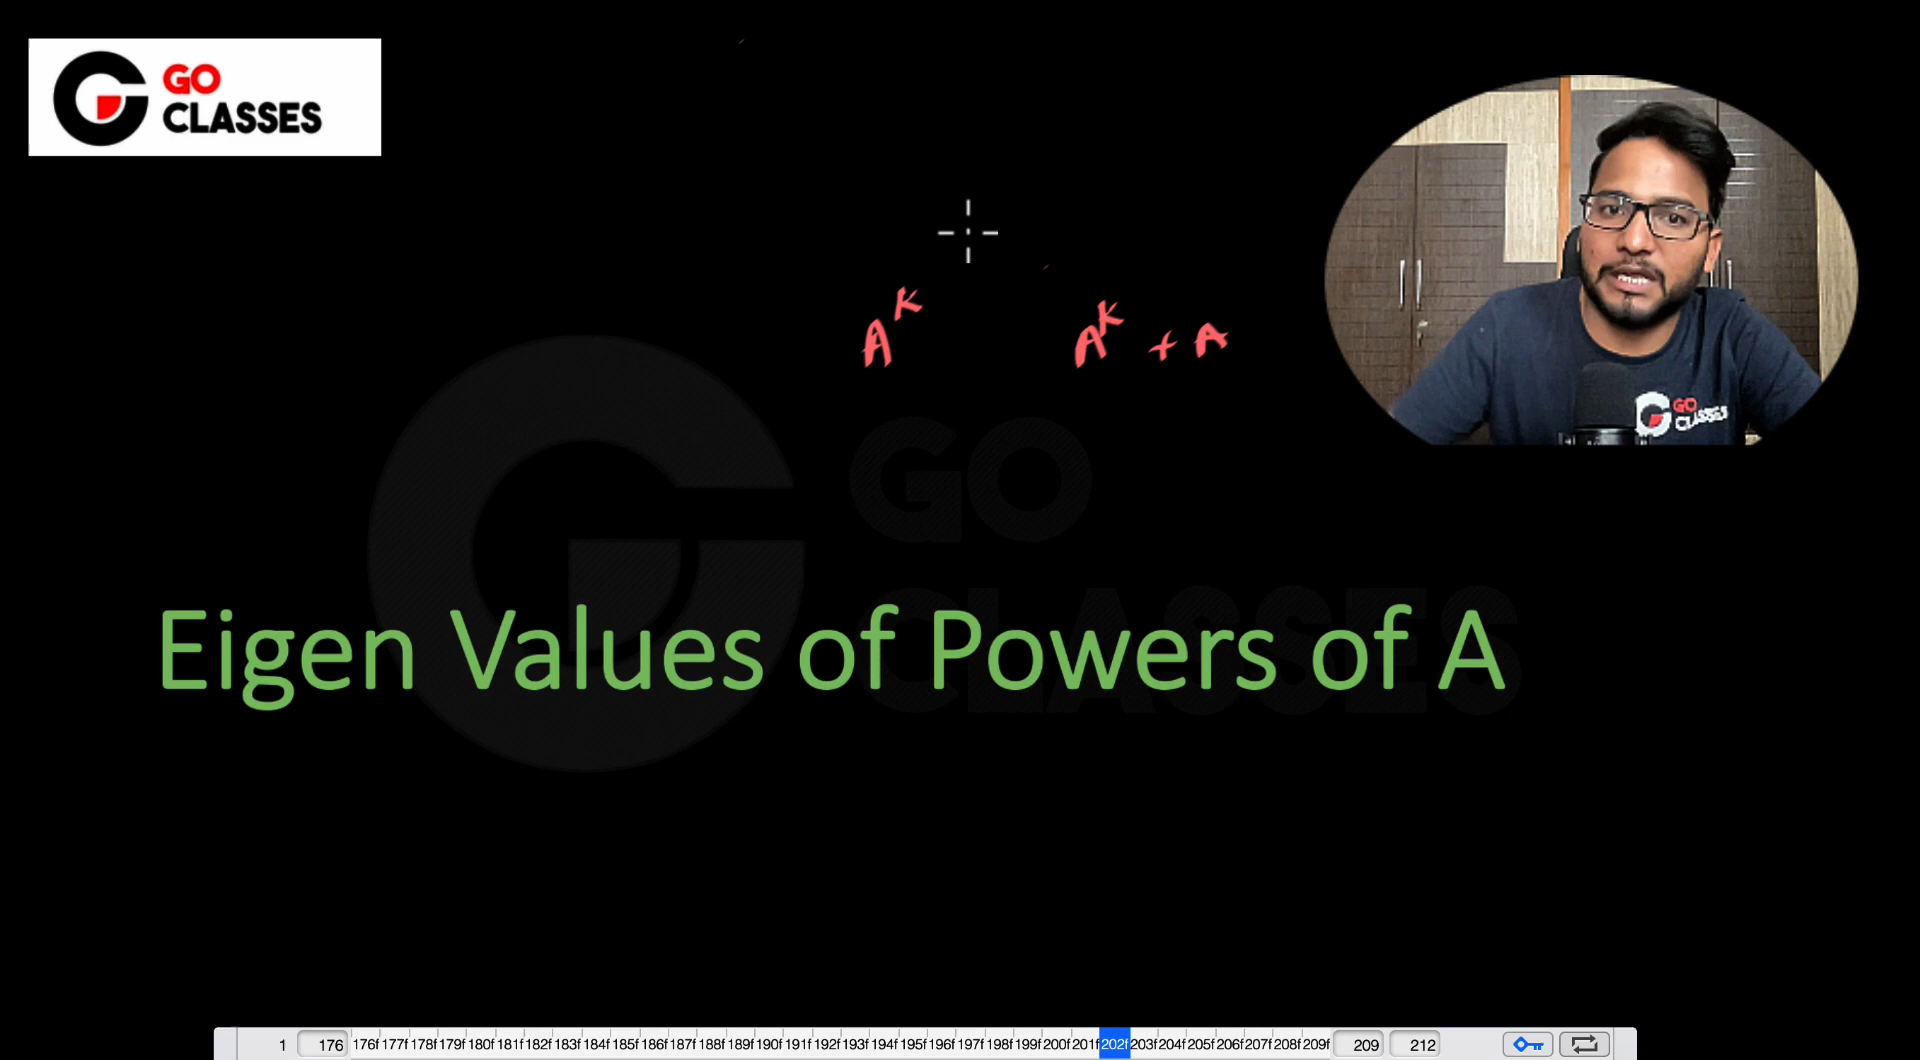 GO
CLASSES
A^K
A^K + A
GO
CLASSES
GO
CLASSES
Eigen Values of Powers of A
1 176 176f 177f 178f 179f 180f 181f 182f 183f 184f 185f 186f 187f 188f 189f 190f 191f 192f 193f 194f 195f 196f 197f 198f 199f 200f 201f 202f 203f 204f 205f 206f 207f 208f 209f 209 212